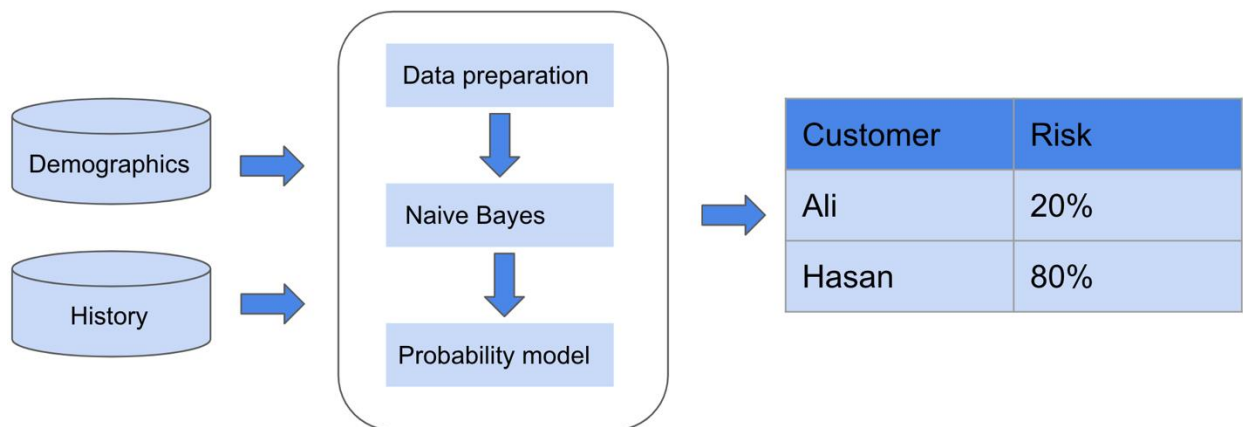 Demographics
History
Data preparation
Naive Bayes
Probability model
Customer Risk
Ali 20%
Hasan 80%